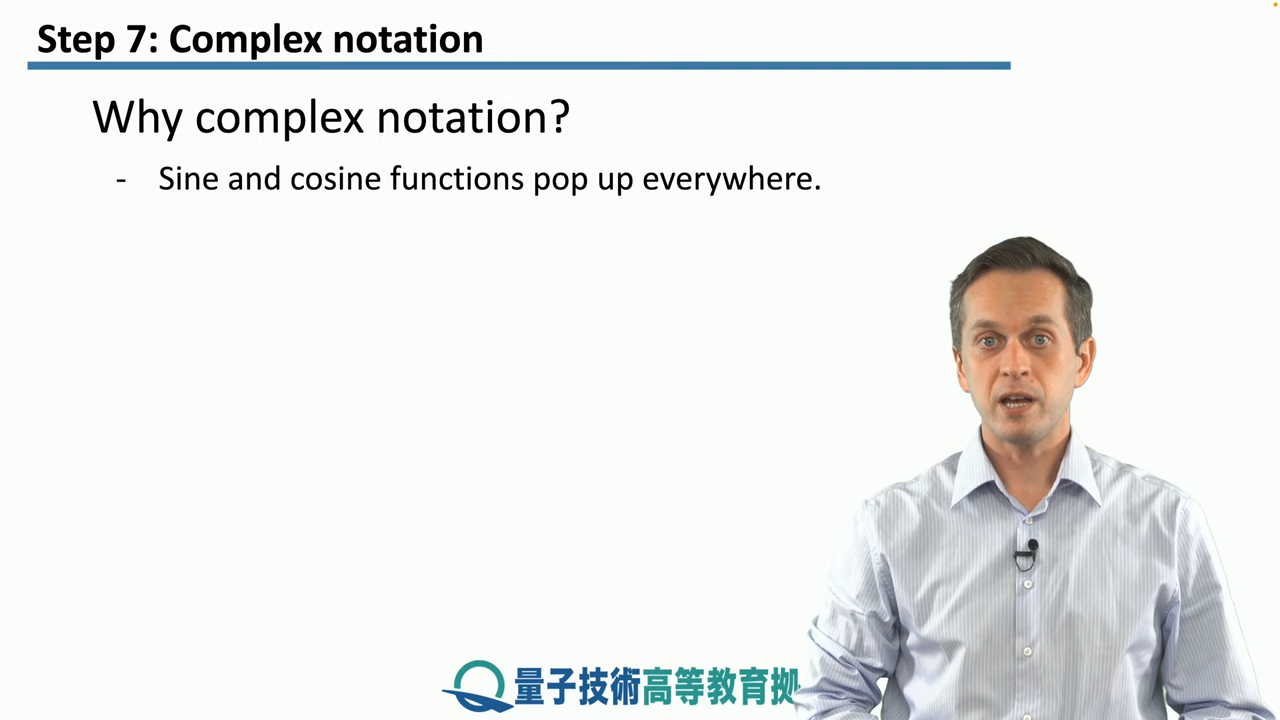 Step 7: Complex notation
Why complex notation?
- Sine and cosine functions pop up everywhere.
量子技術高等教育拠